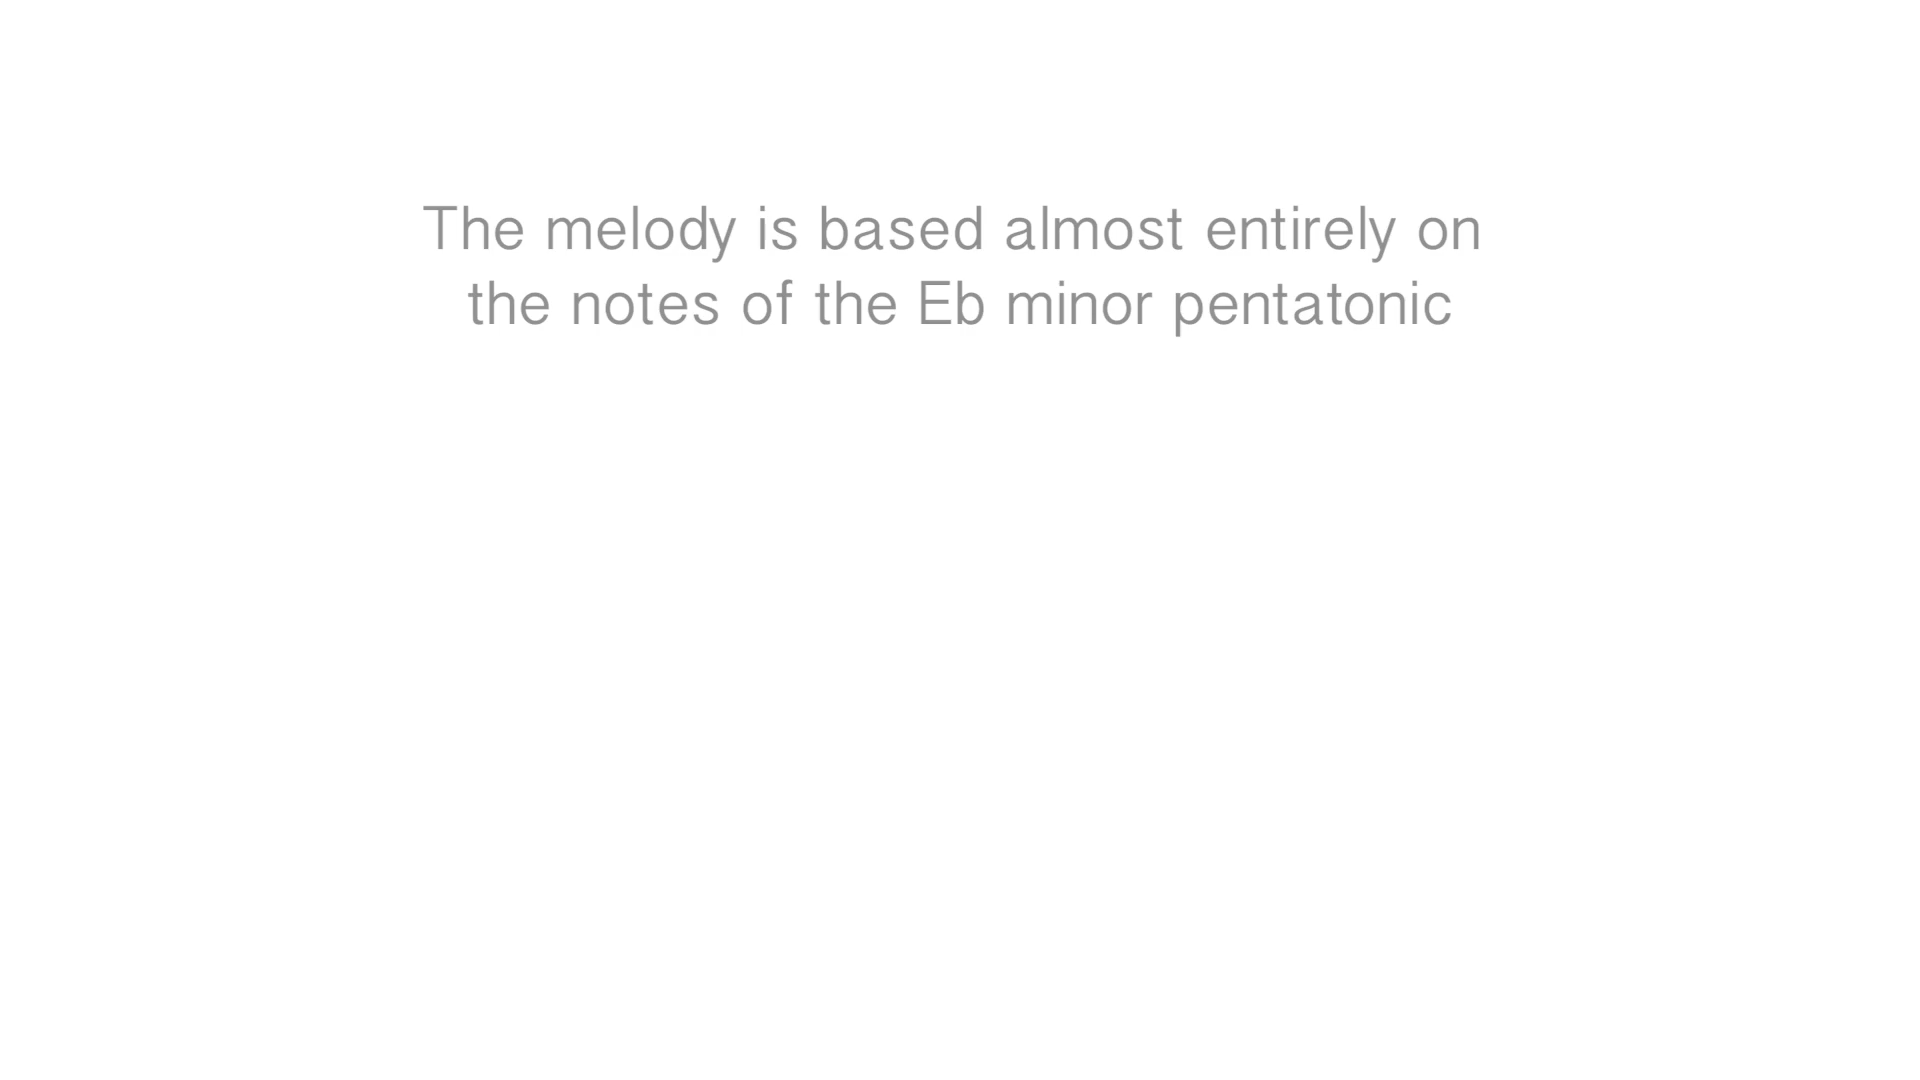 The melody is based almost entirely on
the notes of the Eb minor pentatonic